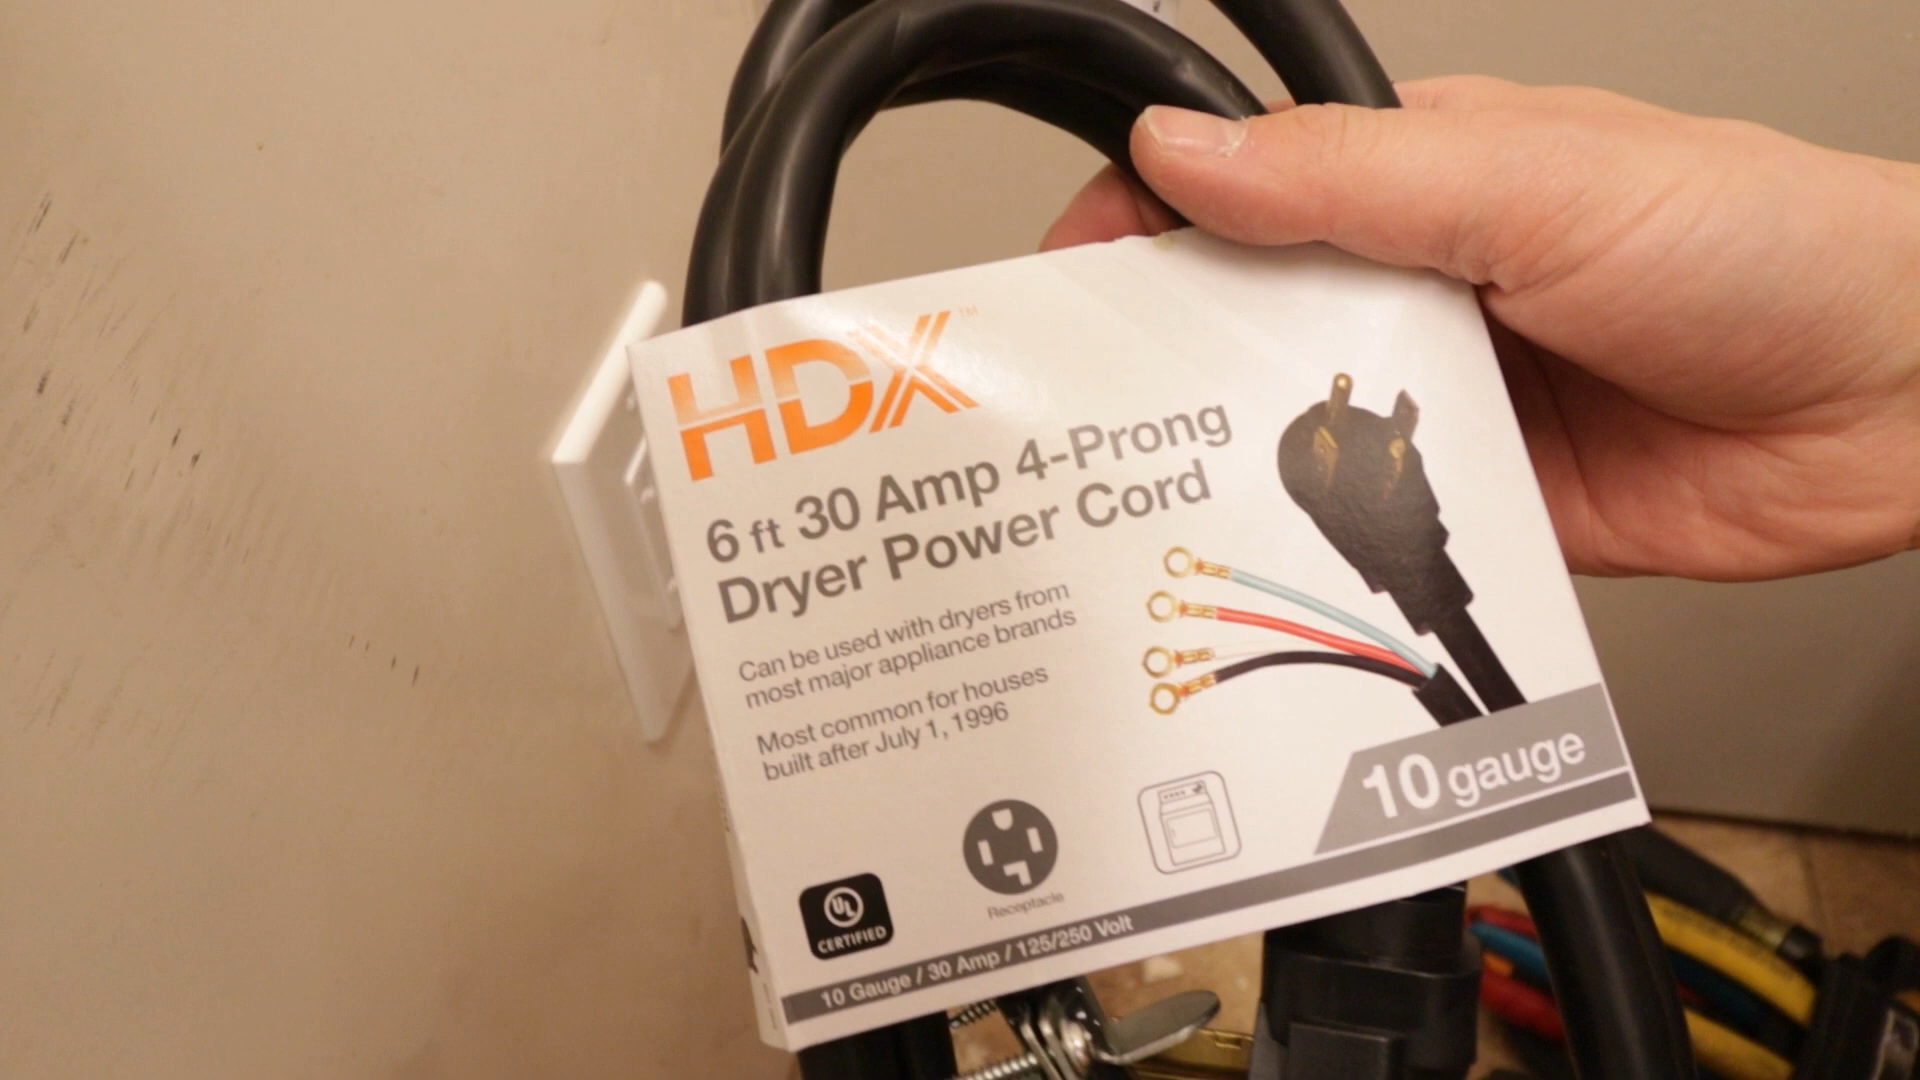 HDX™
6 ft 30 Amp 4-Prong
Dryer Power Cord
Can be used with dryers from
most major appliance brands
Most common for houses
built after July 1, 1996
10 gauge
UL
CERTIFIED
Receptacle
10 Gauge / 30 Amp / 125/250 Volt